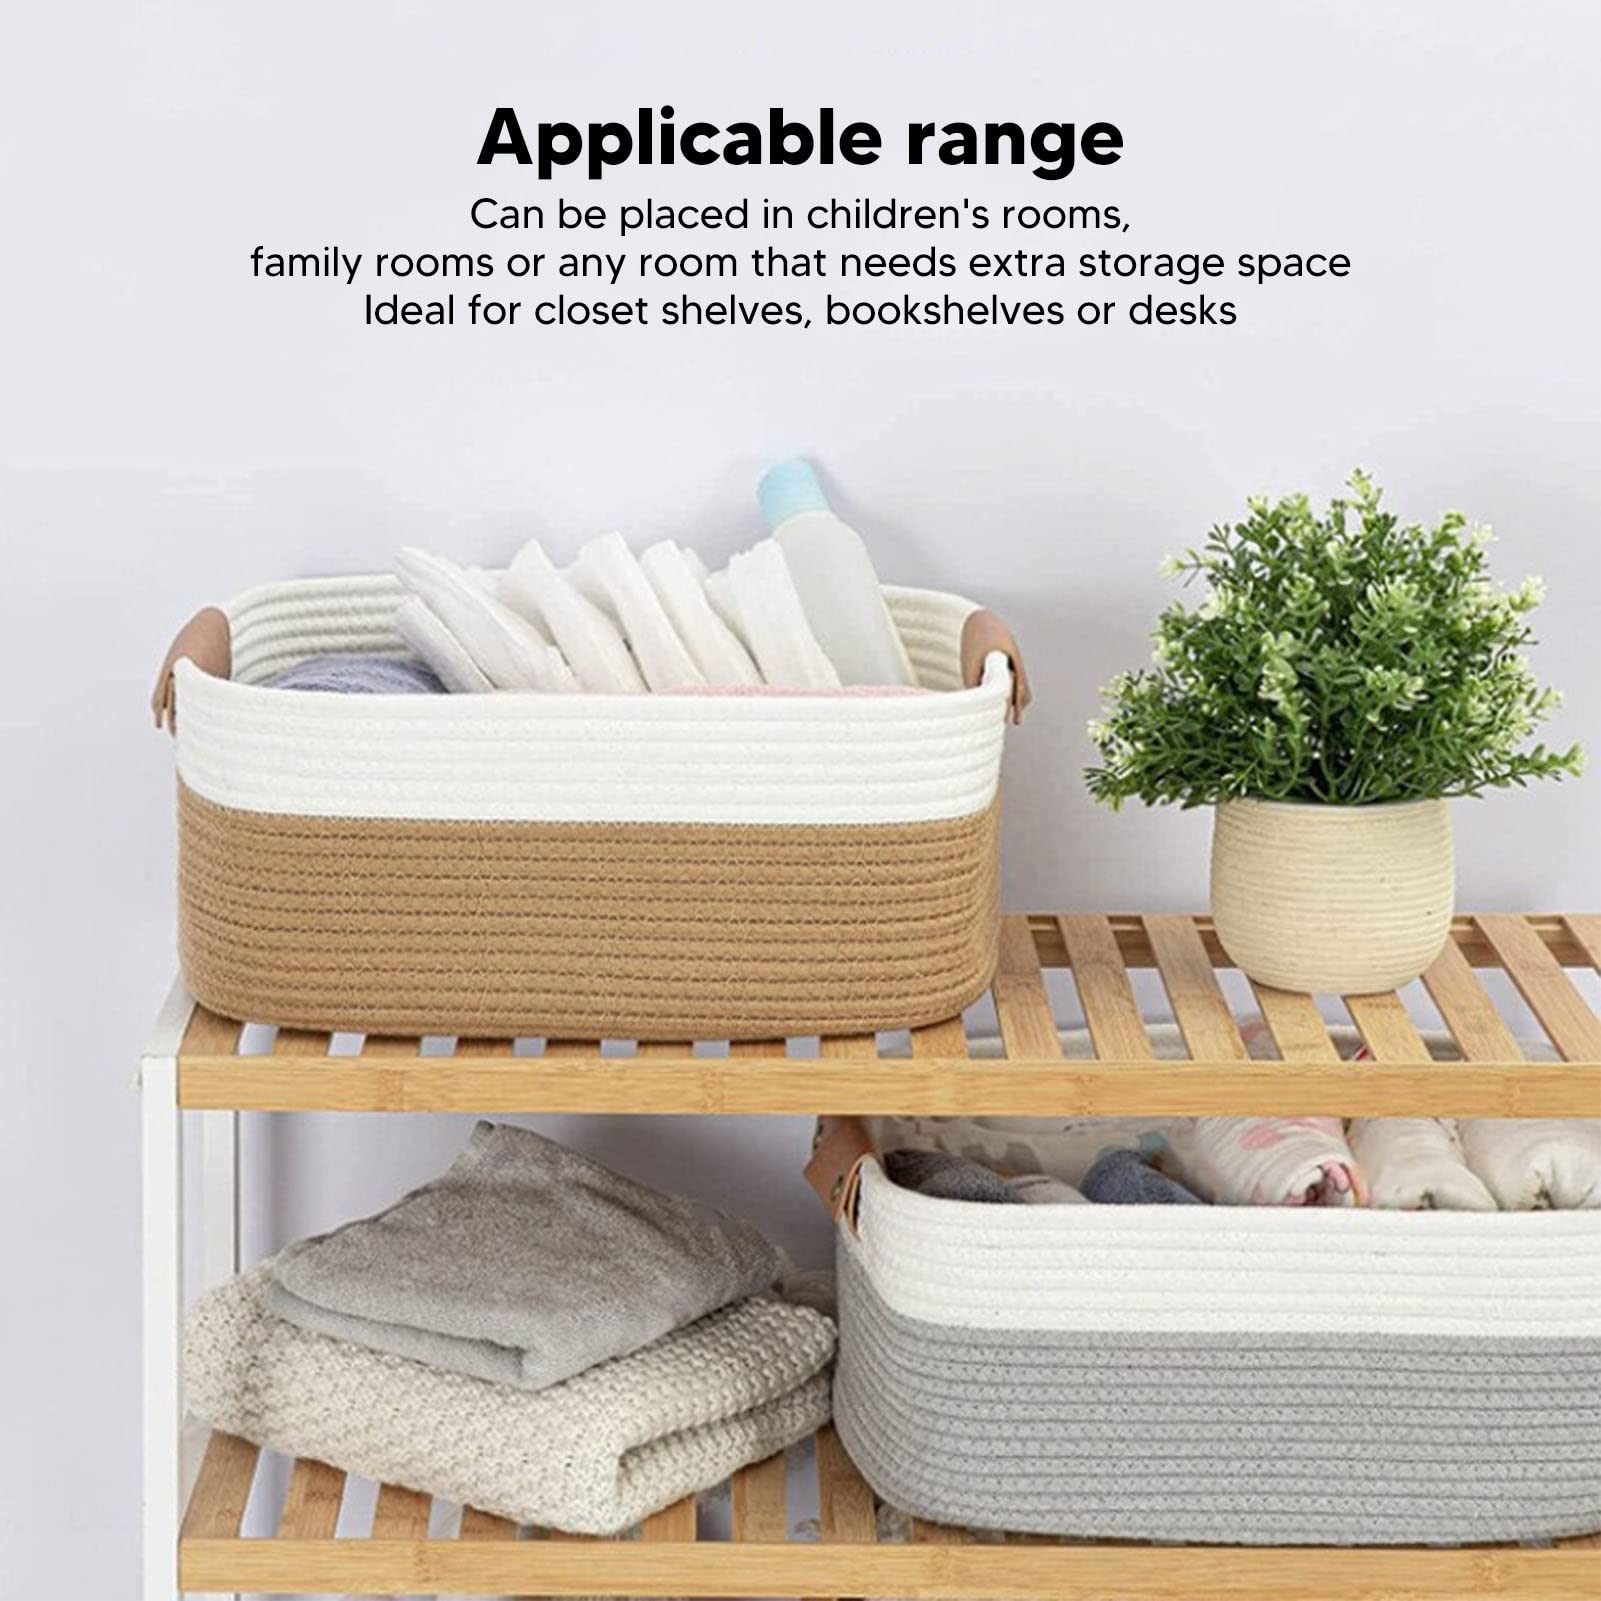 Applicable range
Can be placed in children's rooms,
family rooms or any room that needs extra storage space
Ideal for closet shelves, bookshelves or desks